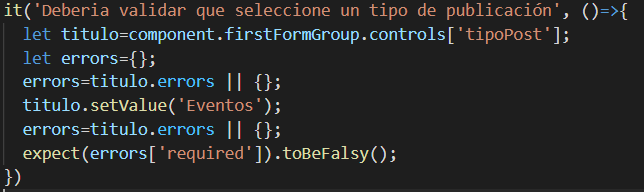 it('Deberia validar que seleccione un tipo de publicación', ()=>{
let titulo=component.firstFormGroup.controls['tipoPost'];
let errors={};
errors=titulo.errors || {};
titulo.setValue('Eventos');
errors=titulo.errors || {};
expect(errors['required']).toBeFalsy();
})